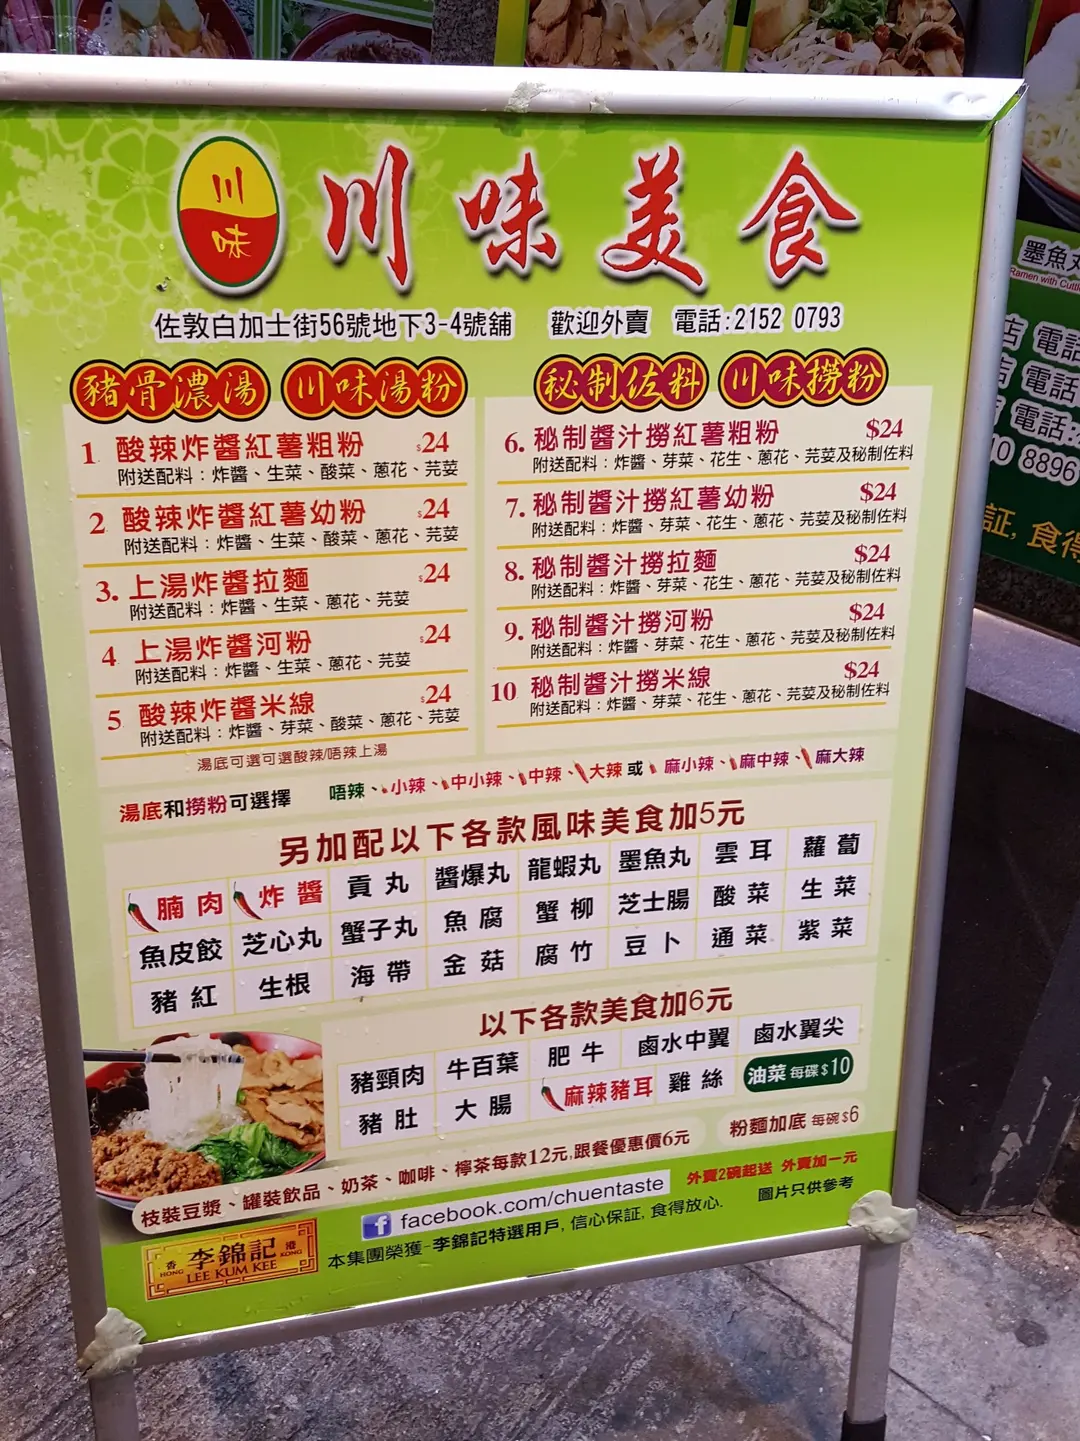 川味 川味美食
佐敦白加士街56號地下3-4號舖 歡迎外賣 電話:2152 0793
豬骨濃湯 川味湯粉
1 酸辣炸醬紅薯粗粉 $24
附送配料：炸醬、生菜、酸菜、蔥花、芫荽
2 酸辣炸醬紅薯幼粉 $24
附送配料：炸醬、生菜、酸菜、蔥花、芫荽
3. 上湯炸醬拉麵 $24
附送配料：炸醬、生菜、蔥花、芫荽
4 上湯炸醬河粉 $24
附送配料：炸醬、生菜、蔥花、芫荽
5 酸辣炸醬米線 $24
附送配料：炸醬、芽菜、酸菜、蔥花、芫荽
湯底可選可選酸辣/唔辣上湯
秘制佐料 川味撈粉
6. 秘制醬汁撈紅薯粗粉 $24
附送配料：炸醬、芽菜、花生、蔥花、芫荽及秘制佐料
7. 秘制醬汁撈紅薯幼粉 $24
附送配料：炸醬、芽菜、花生、蔥花、芫荽及秘制佐料
8. 秘制醬汁撈拉麵 $24
附送配料：炸醬、芽菜、花生、蔥花、芫荽及秘制佐料
9. 秘制醬汁撈河粉 $24
附送配料：炸醬、芽菜、花生、蔥花、芫荽及秘制佐料
10 秘制醬汁撈米線 $24
附送配料：炸醬、芽菜、花生、蔥花、芫荽及秘制佐料
湯底和撈粉可選擇 唔辣、小辣、中小辣、中辣、大辣 或 麻小辣、麻中辣、麻大辣
另加配以下各款風味美食加5元
腩肉 炸醬 貢丸 醬爆丸 龍蝦丸 墨魚丸 雲耳 蘿蔔
魚皮餃 芝心丸 蟹子丸 魚腐 蟹柳 芝士腸 酸菜 生菜
豬紅 生根 海帶 金菇 腐竹 豆卜 通菜 紫菜
以下各款美食加6元
豬頸肉 牛百葉 肥牛 鹵水中翼 鹵水翼尖
豬肚 大腸 麻辣豬耳 雞絲 油菜 每碟$10
枝裝豆漿、罐裝飲品、奶茶、咖啡、檸茶每款12元,跟餐優惠價6元 粉麵加底 每碗$6
facebook.com/chuentaste 外賣2碗起送 外賣加一元
圖片只供參考
香港 李錦記
HONG KONG LEE KUM KEE
本集團榮獲-李錦記特選用戶, 信心保証, 食得放心.
墨魚丸
Ramen with Cuttle
店 電話
店 電話
電話:
0 8896
証, 食得